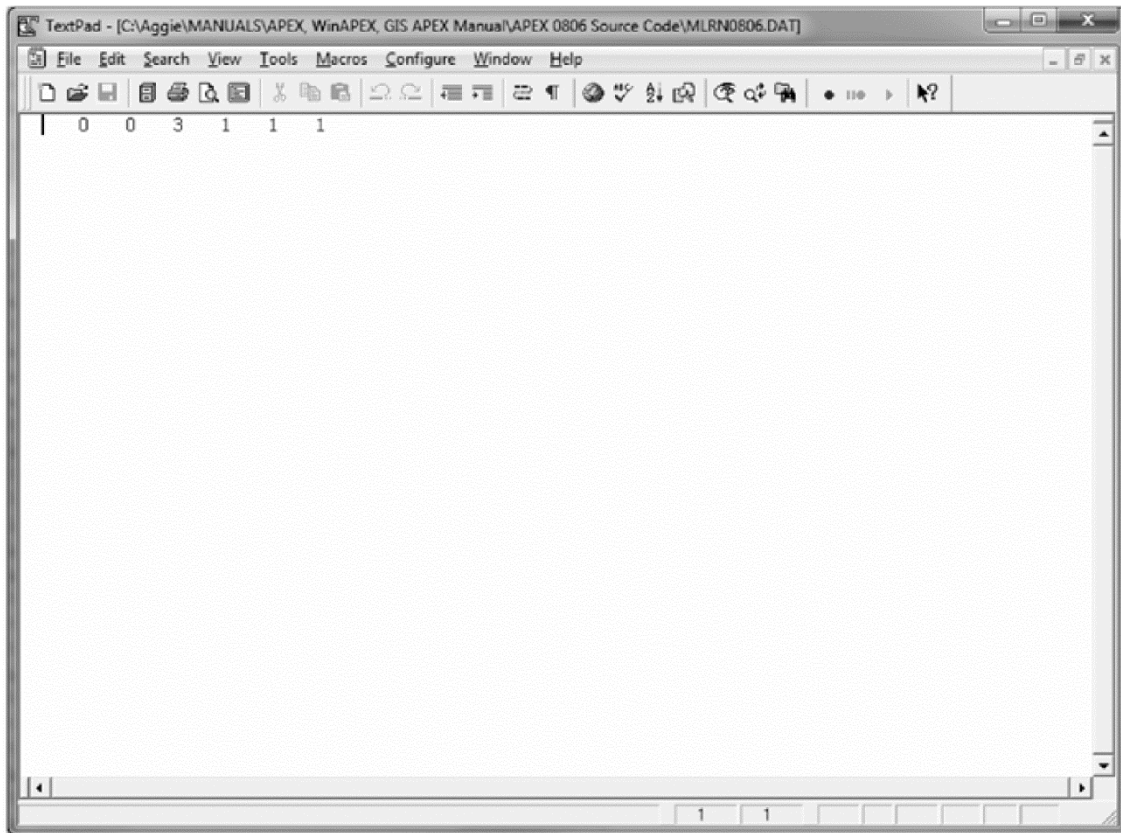 TextPad - [C:\Aggie\MANUALS\APEX, WinAPEX, GIS APEX Manual\APEX 0806 Source Code\MLRN0806.DAT]
File Edit Search View Tools Macros Configure Window Help
0 0 3 1 1 1
1 1